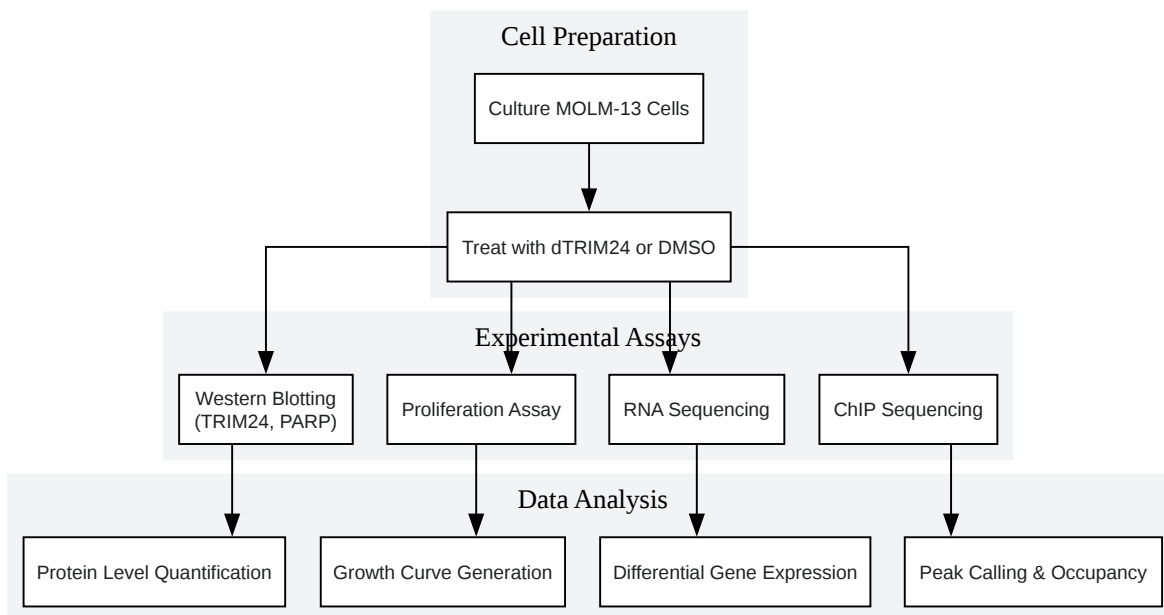 Cell Preparation
Culture MOLM-13 Cells
Treat with dTRIM24 or DMSO
Experimental Assays
Western Blotting
(TRIM24, PARP)
Proliferation Assay
RNA Sequencing
ChIP Sequencing
Data Analysis
Protein Level Quantification
Growth Curve Generation
Differential Gene Expression
Peak Calling & Occupancy